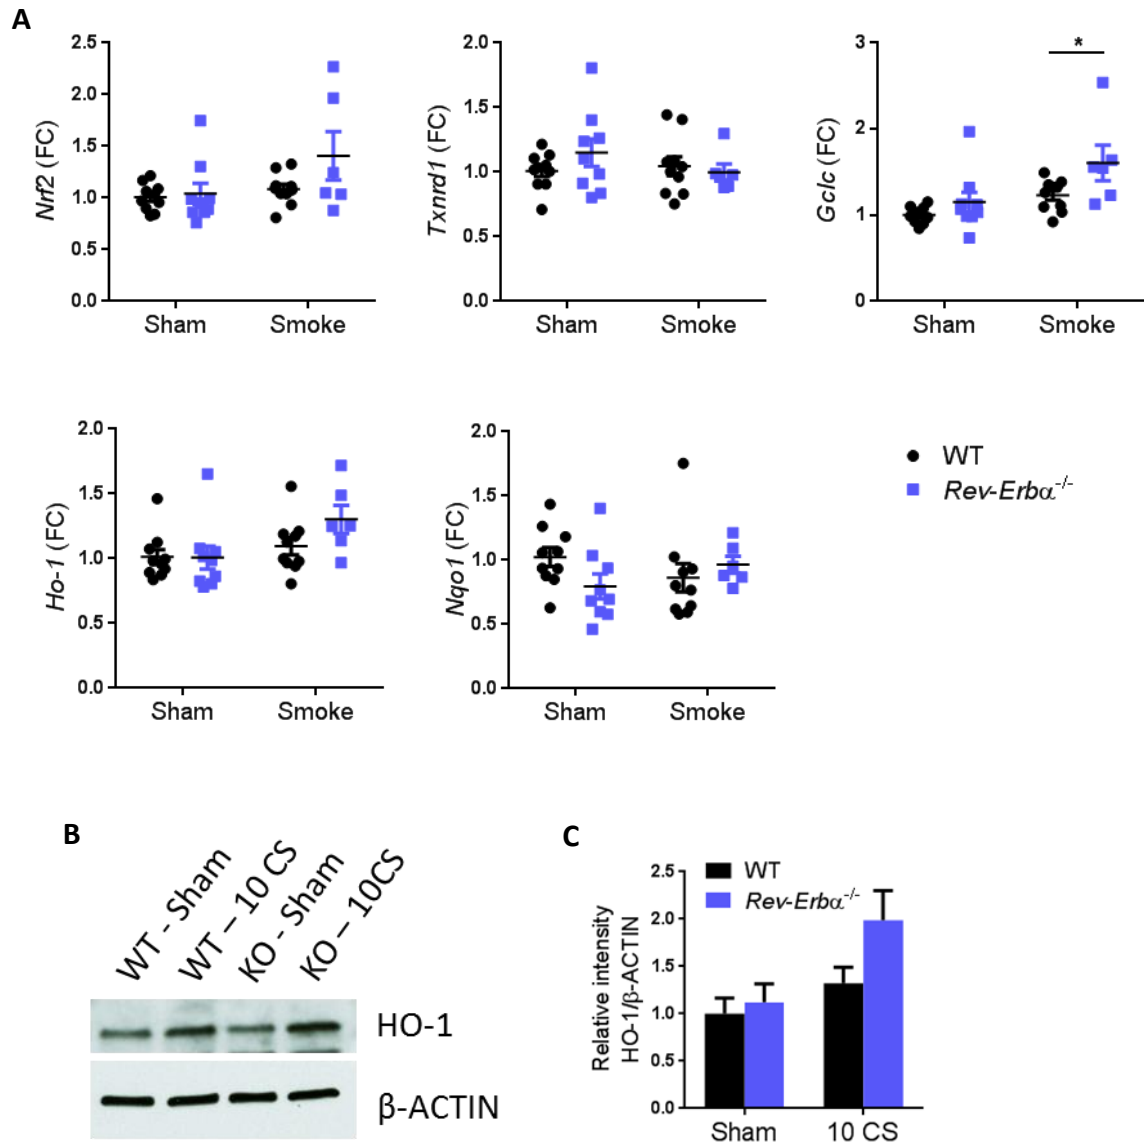 A
Nrf2 (FC)
2.5
2.0
1.5
1.0
0.5
0.0
Sham Smoke
Txnrd1 (FC)
2.0
1.5
1.0
0.5
0.0
Sham Smoke
Gclc (FC)
3
2
1
0
*
Sham Smoke
Ho-1 (FC)
2.0
1.5
1.0
0.5
0.0
Sham Smoke
Nqo1 (FC)
2.0
1.5
1.0
0.5
0.0
Sham Smoke
WT
Rev-Erbα-/-
B
WT - Sham
WT – 10 CS
KO - Sham
KO – 10CS
HO-1
β-ACTIN
C
Relative intensity
HO-1/β-ACTIN
2.5
2.0
1.5
1.0
0.5
0.0
WT
Rev-Erbα-/-
Sham 10 CS